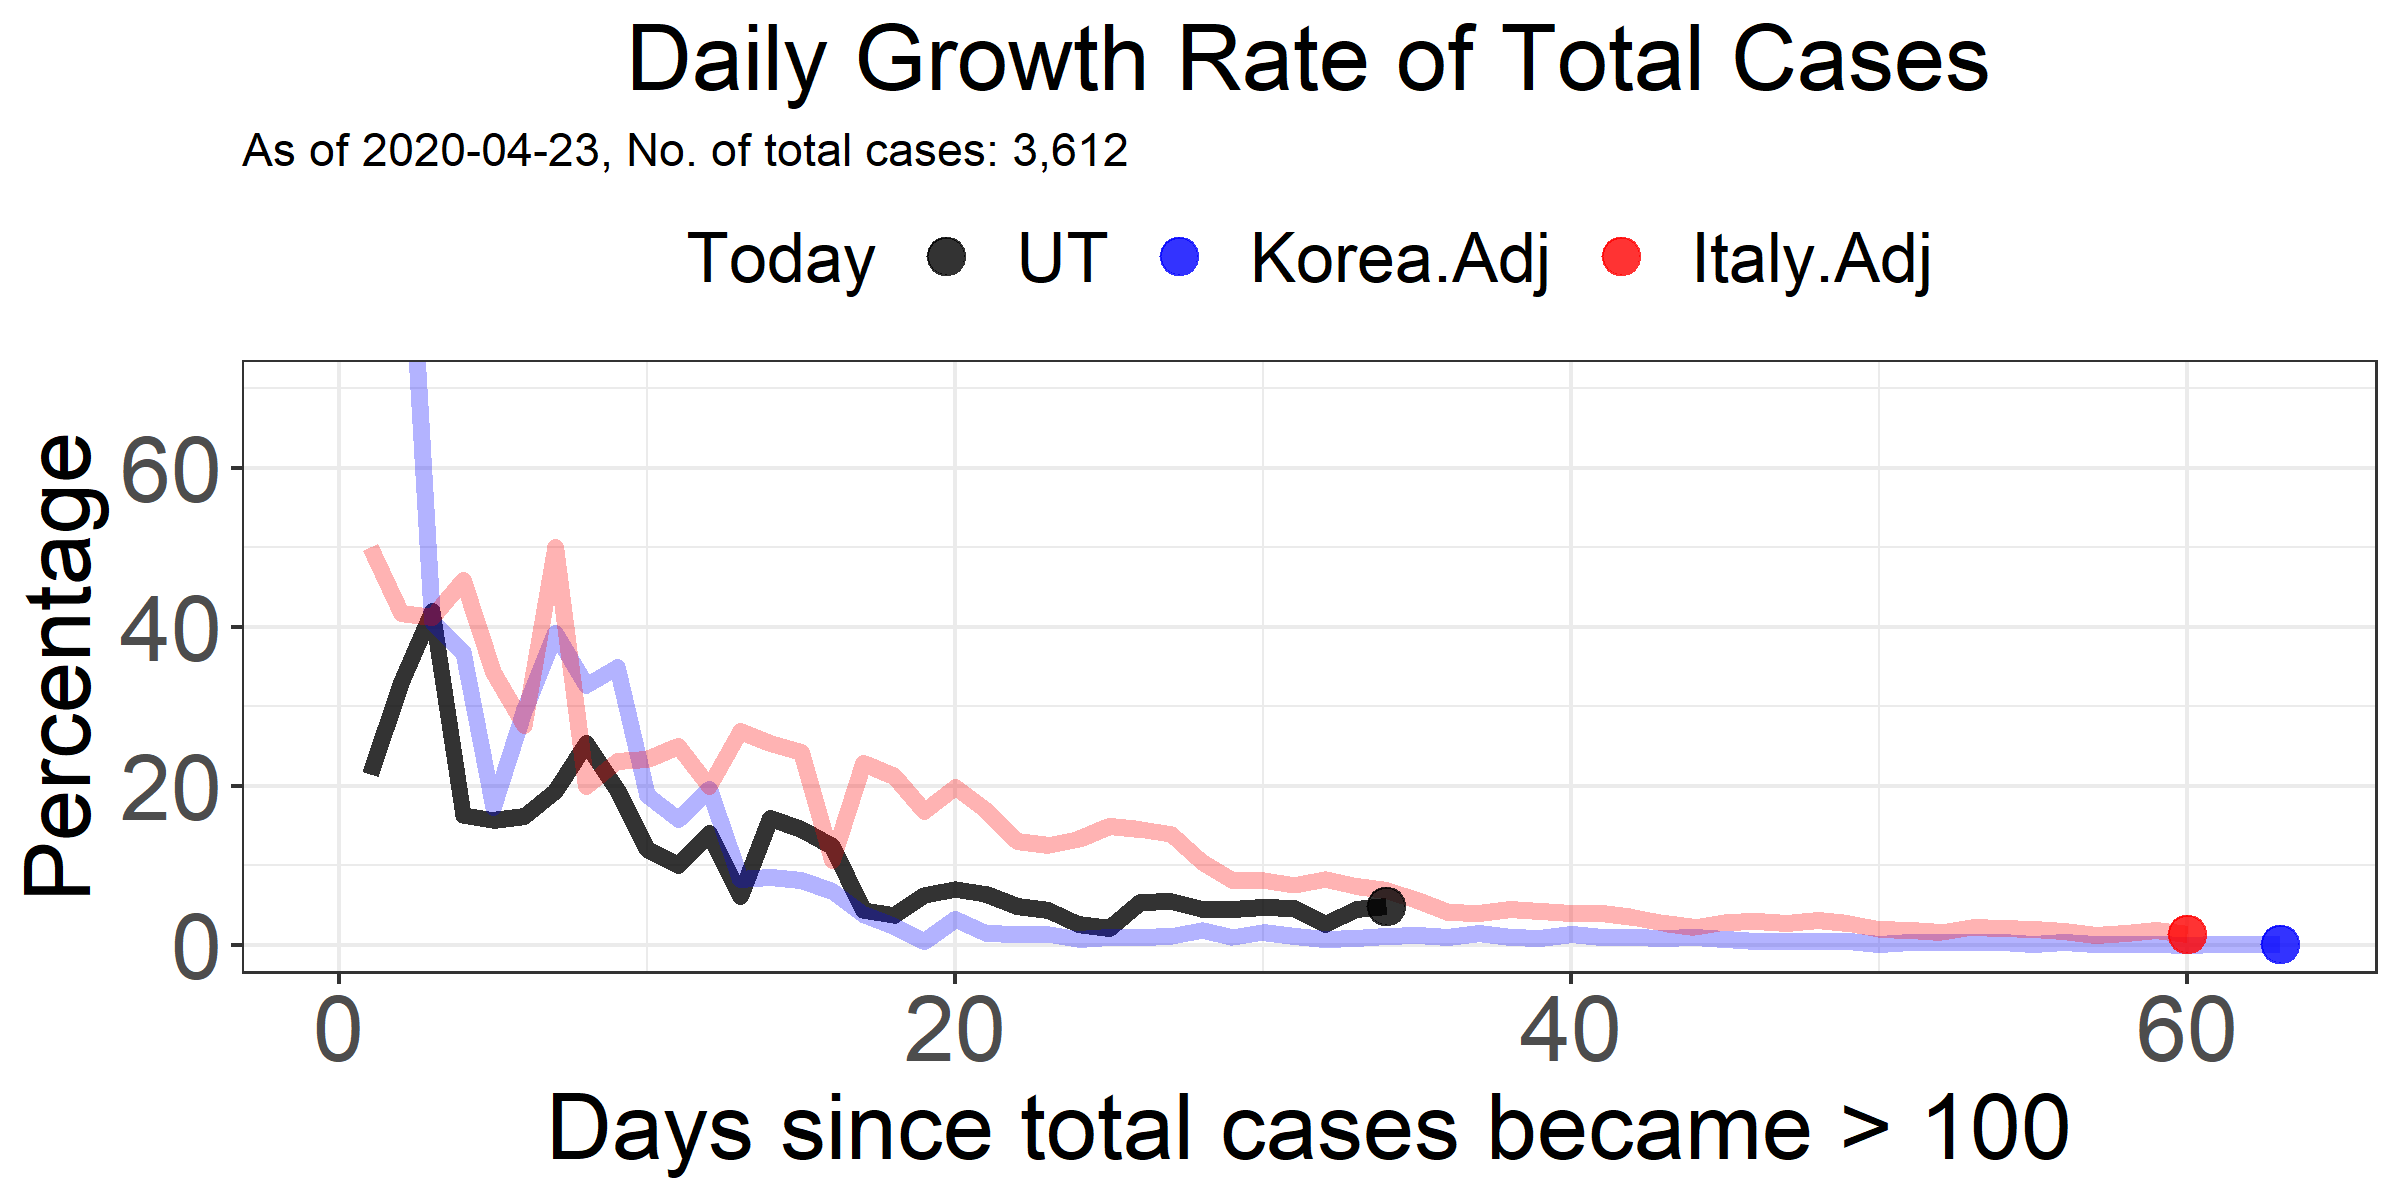 Daily Growth Rate of Total Cases
As of 2020-04-23, No. of total cases: 3,612
Today UT Korea.Adj Italy.Adj
Percentage
60
40
20
0
0 20 40 60
Days since total cases became > 100